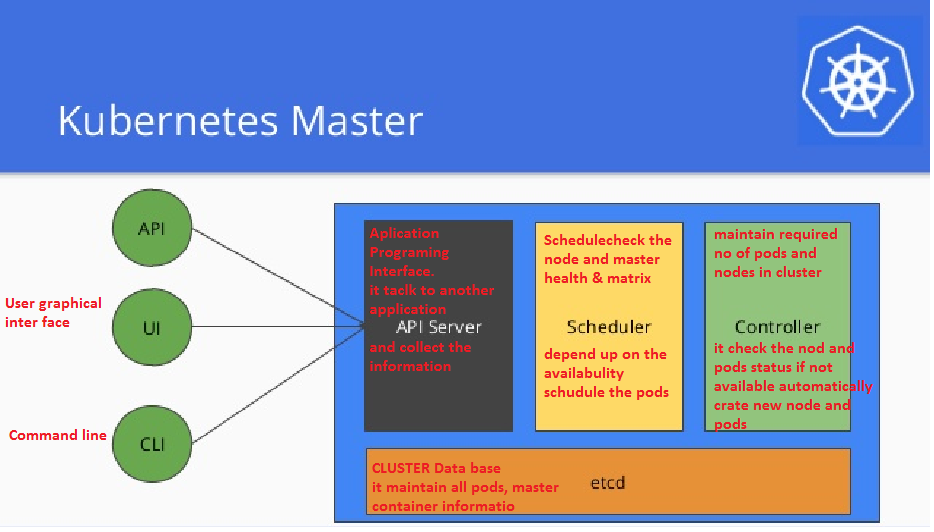 Kubernetes Master
API
User graphical
inter face
UI
Command line
CLI
Aplication
Programing
Interface.
it taclk to another
application
API Server
and collect the
information
Schedulecheck the
node and master
health & matrix
Scheduler
depend up on the
availabulity
schudule the pods
maintain required
no of pods and
nodes in cluster
Controller
it check the nod and
pods status if not
available automatically
crate new node and
pods
CLUSTER Data base
it maintain all pods, master
container informatio
etcd